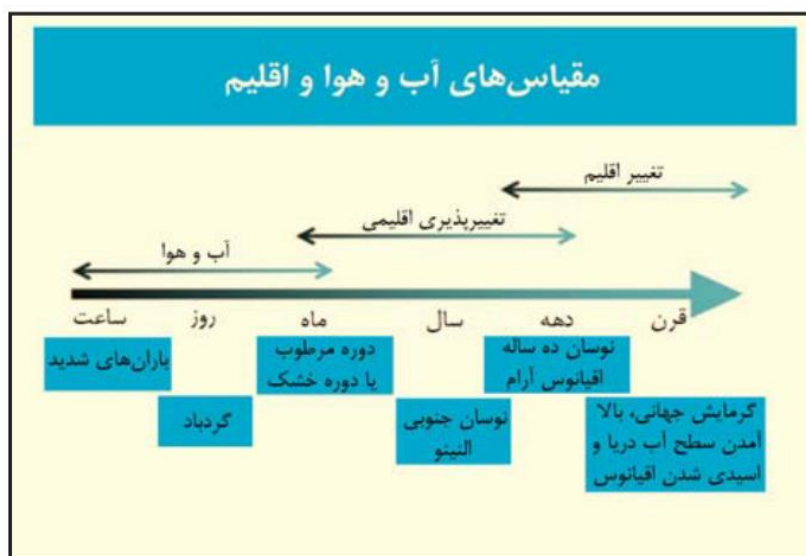 مقیاس‌های آب و هوا و اقلیم
تغییر اقلیم
تغییرپذیری اقلیمی
آب و هوا
ساعت
روز
ماه
سال
دهه
قرن
باران‌های شدید
گردباد
دوره مرطوب
یا دوره خشک
نوسان جنوبی
النینو
نوسان ده ساله
اقیانوس آرام
گرمایش جهانی، بالا
آمدن سطح آب دریا و
اسیدی شدن اقیانوس